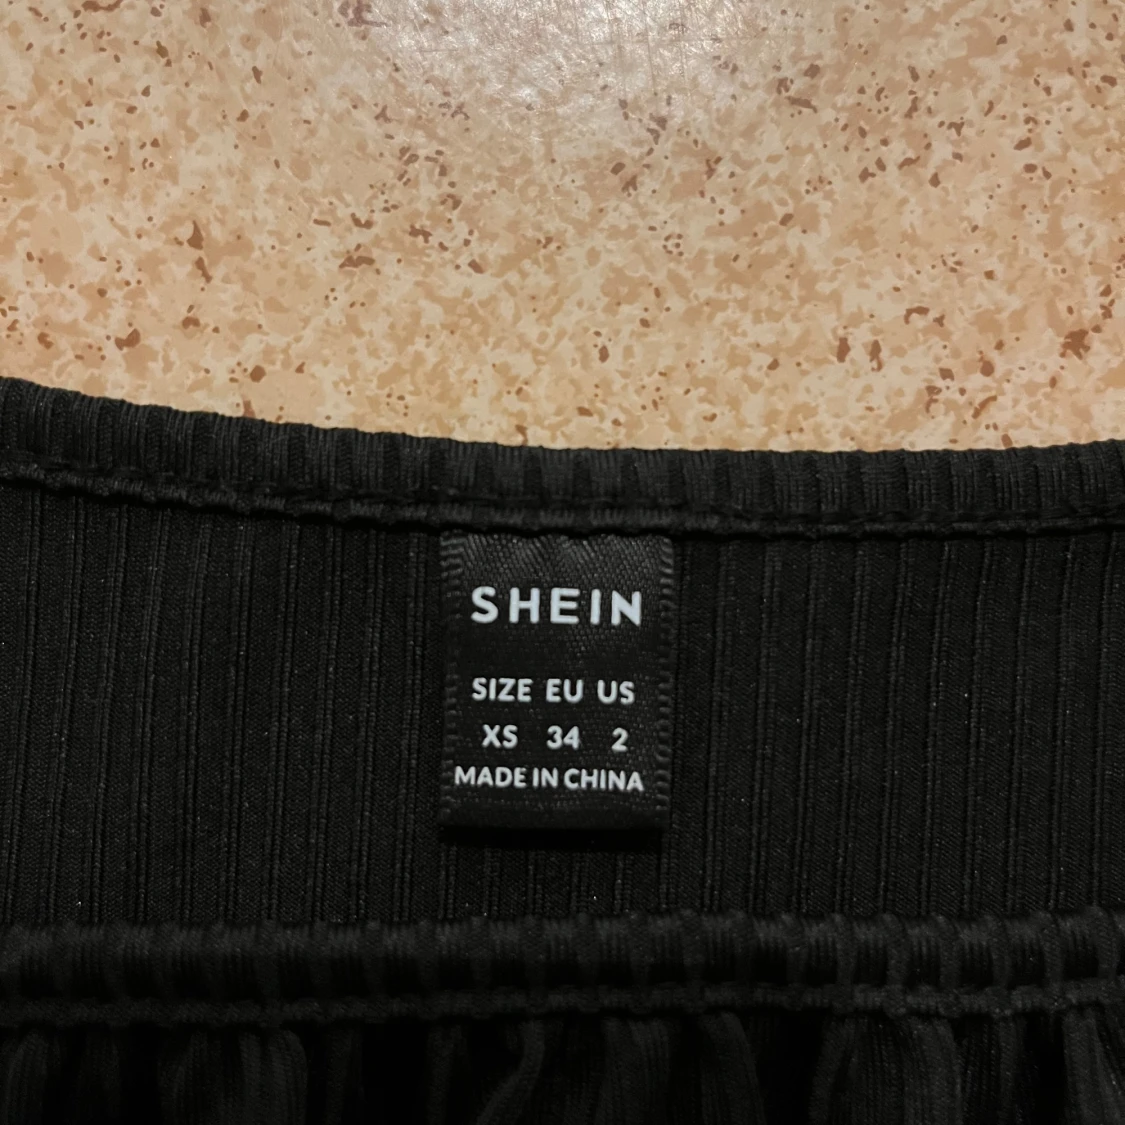 SHEIN
SIZE EU US
XS 34 2
MADE IN CHINA